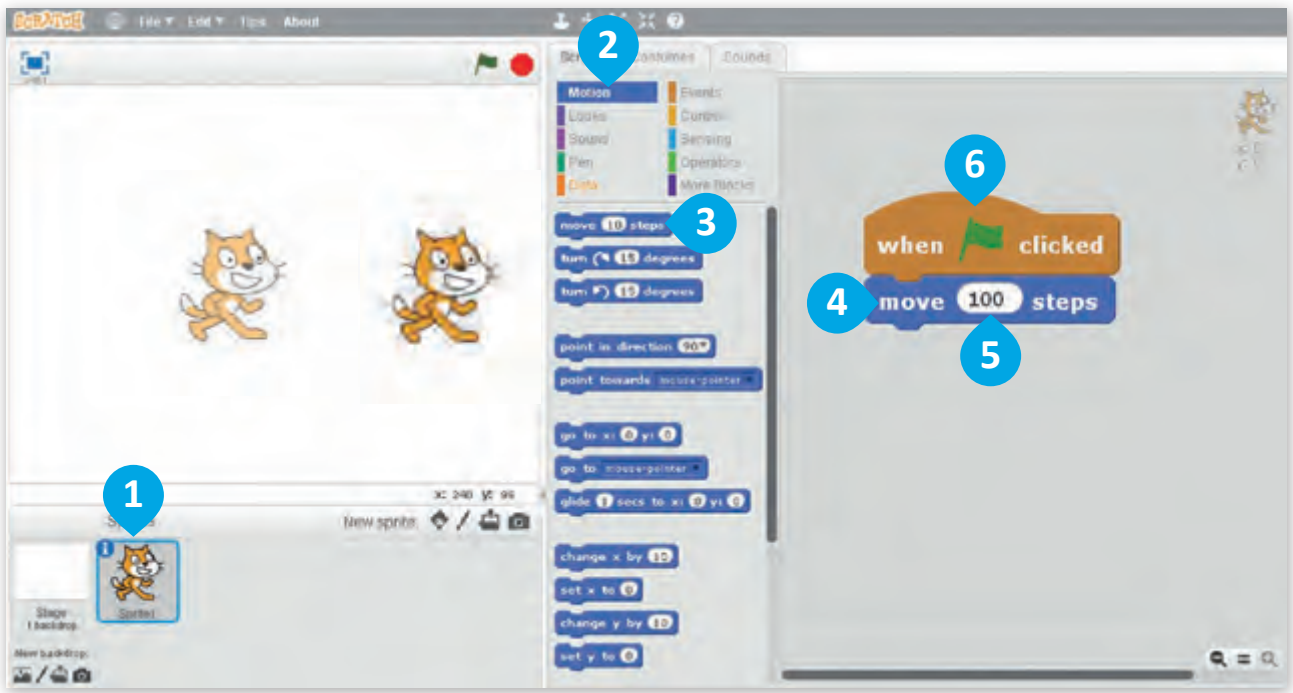 SCRATCH File Edit Tips About
2
Costumes Sounds
Motion Events
Looks Control
Sound Sensing
Pen Operators
Data More Blocks
6
when clicked
move 10 steps 3
4 move 100 steps
5
turn 15 degrees
turn 15 degrees
point in direction 90
point towards mouse-pointer
go to x: 0 y: 0
go to mouse-pointer
glide 1 secs to x: 0 y: 0
change x by 10
set x to 0
change y by 10
set y to 0
1
x: 240 y:
New sprite:
Sprite1
Stage
1 backdrop
New backdrop: